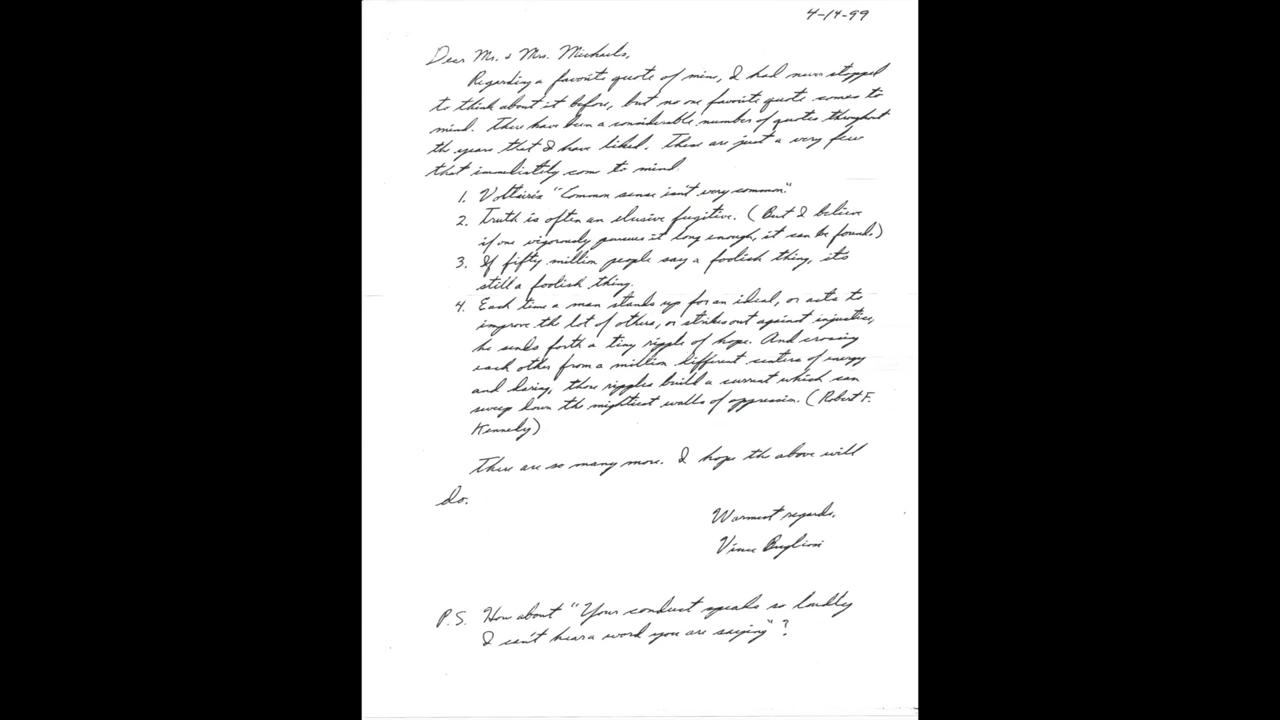 4-14-99
Dear Mr. & Mrs. Michaels,
Regarding a favorite quote of mine, I had never stopped
to think about it before, but no one favorite quote comes to
mind. There have been a considerable number of quotes throughout
the years that I have liked. These are just a very few
that immediately come to mind.
1. Voltaire's "Common sense isn't very common."
2. Truth is often an elusive fugitive. (But I believe
if one vigorously pursues it long enough, it can be found.)
3. If fifty million people say a foolish thing, its
still a foolish thing.
4. Each time a man stands up for an ideal, or acts to
improve the lot of others, or strikes out against injustice,
he sends forth a tiny ripple of hope. And crossing
each other from a million different centers of energy
and daring, those ripples build a current which can
sweep down the mightiest walls of oppression. (Robert F.
Kennedy)
There are so many more. I hope the above will
do.
Warmest regards,
Vince Bugliosi
P.S. How about "Your conduct speaks so loudly
I can't hear a word you are saying"?